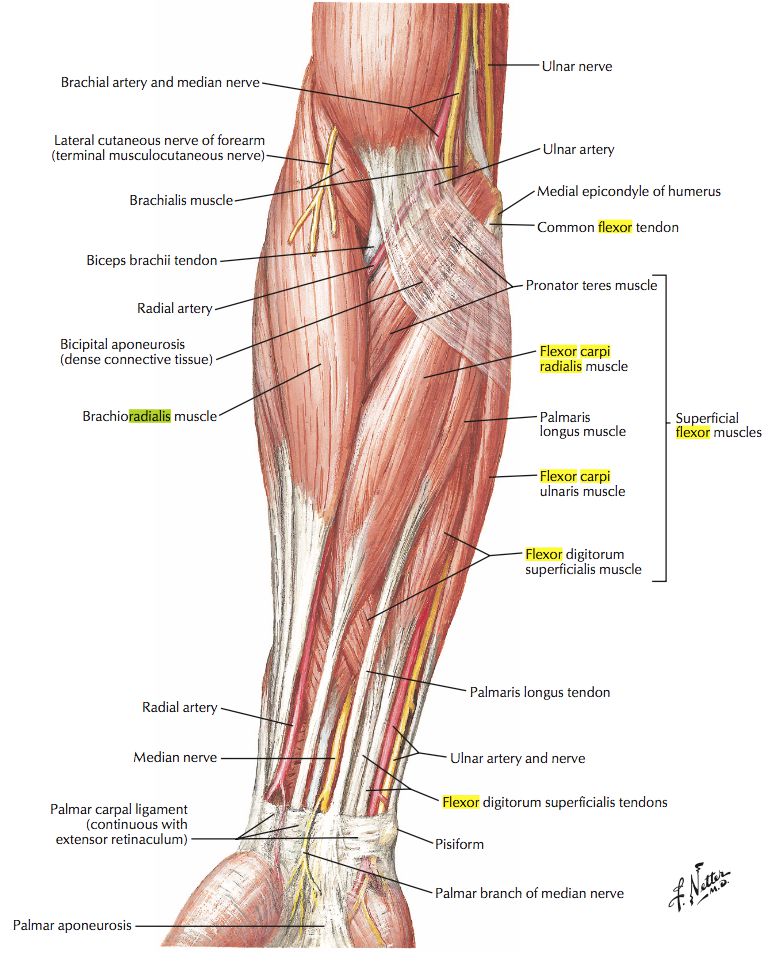 Ulnar nerve
Brachial artery and median nerve
Lateral cutaneous nerve of forearm
(terminal musculocutaneous nerve)
Ulnar artery
Medial epicondyle of humerus
Brachialis muscle
Common flexor tendon
Biceps brachii tendon
Pronator teres muscle
Radial artery
Bicipital aponeurosis
(dense connective tissue)
Flexor carpi
radialis muscle
Brachioradialis muscle
Palmaris
longus muscle
Superficial
flexor muscles
Flexor carpi
ulnaris muscle
Flexor digitorum
superficialis muscle
Palmaris longus tendon
Radial artery
Median nerve
Ulnar artery and nerve
Flexor digitorum superficialis tendons
Palmar carpal ligament
(continuous with
extensor retinaculum)
Pisiform
Palmar branch of median nerve
Palmar aponeurosis
F. Netter
M.D.